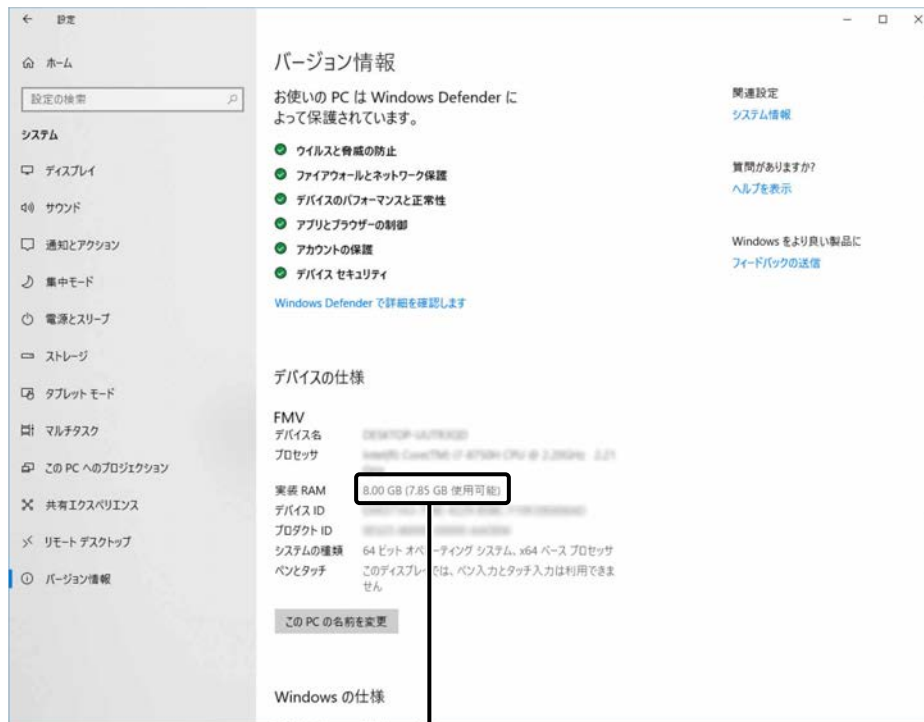 設定
ホーム
設定の検索
システム
ディスプレイ
サウンド
通知とアクション
集中モード
電源とスリープ
ストレージ
タブレット モード
マルチタスク
この PC へのプロジェクション
共有エクスペリエンス
リモート デスクトップ
バージョン情報
バージョン情報
お使いの PC は Windows Defender に
よって保護されています。
ウイルスと脅威の防止
ファイアウォールとネットワーク保護
デバイスのパフォーマンスと正常性
アプリとブラウザーの制御
アカウントの保護
デバイス セキュリティ
Windows Defender で詳細を確認します
デバイスの仕様
FMV
デバイス名
プロセッサ
実装 RAM 8.00 GB (7.85 GB 使用可能)
デバイス ID
プロダクト ID
システムの種類 64 ビット オペレーティング システム、x64 ベース プロセッサ
ペンとタッチ このディスプレイでは、ペン入力とタッチ入力は利用できま
せん
この PC の名前を変更
Windows の仕様
関連設定
システム情報
質問がありますか?
ヘルプを表示
Windows をより良い製品に
フィードバックの送信